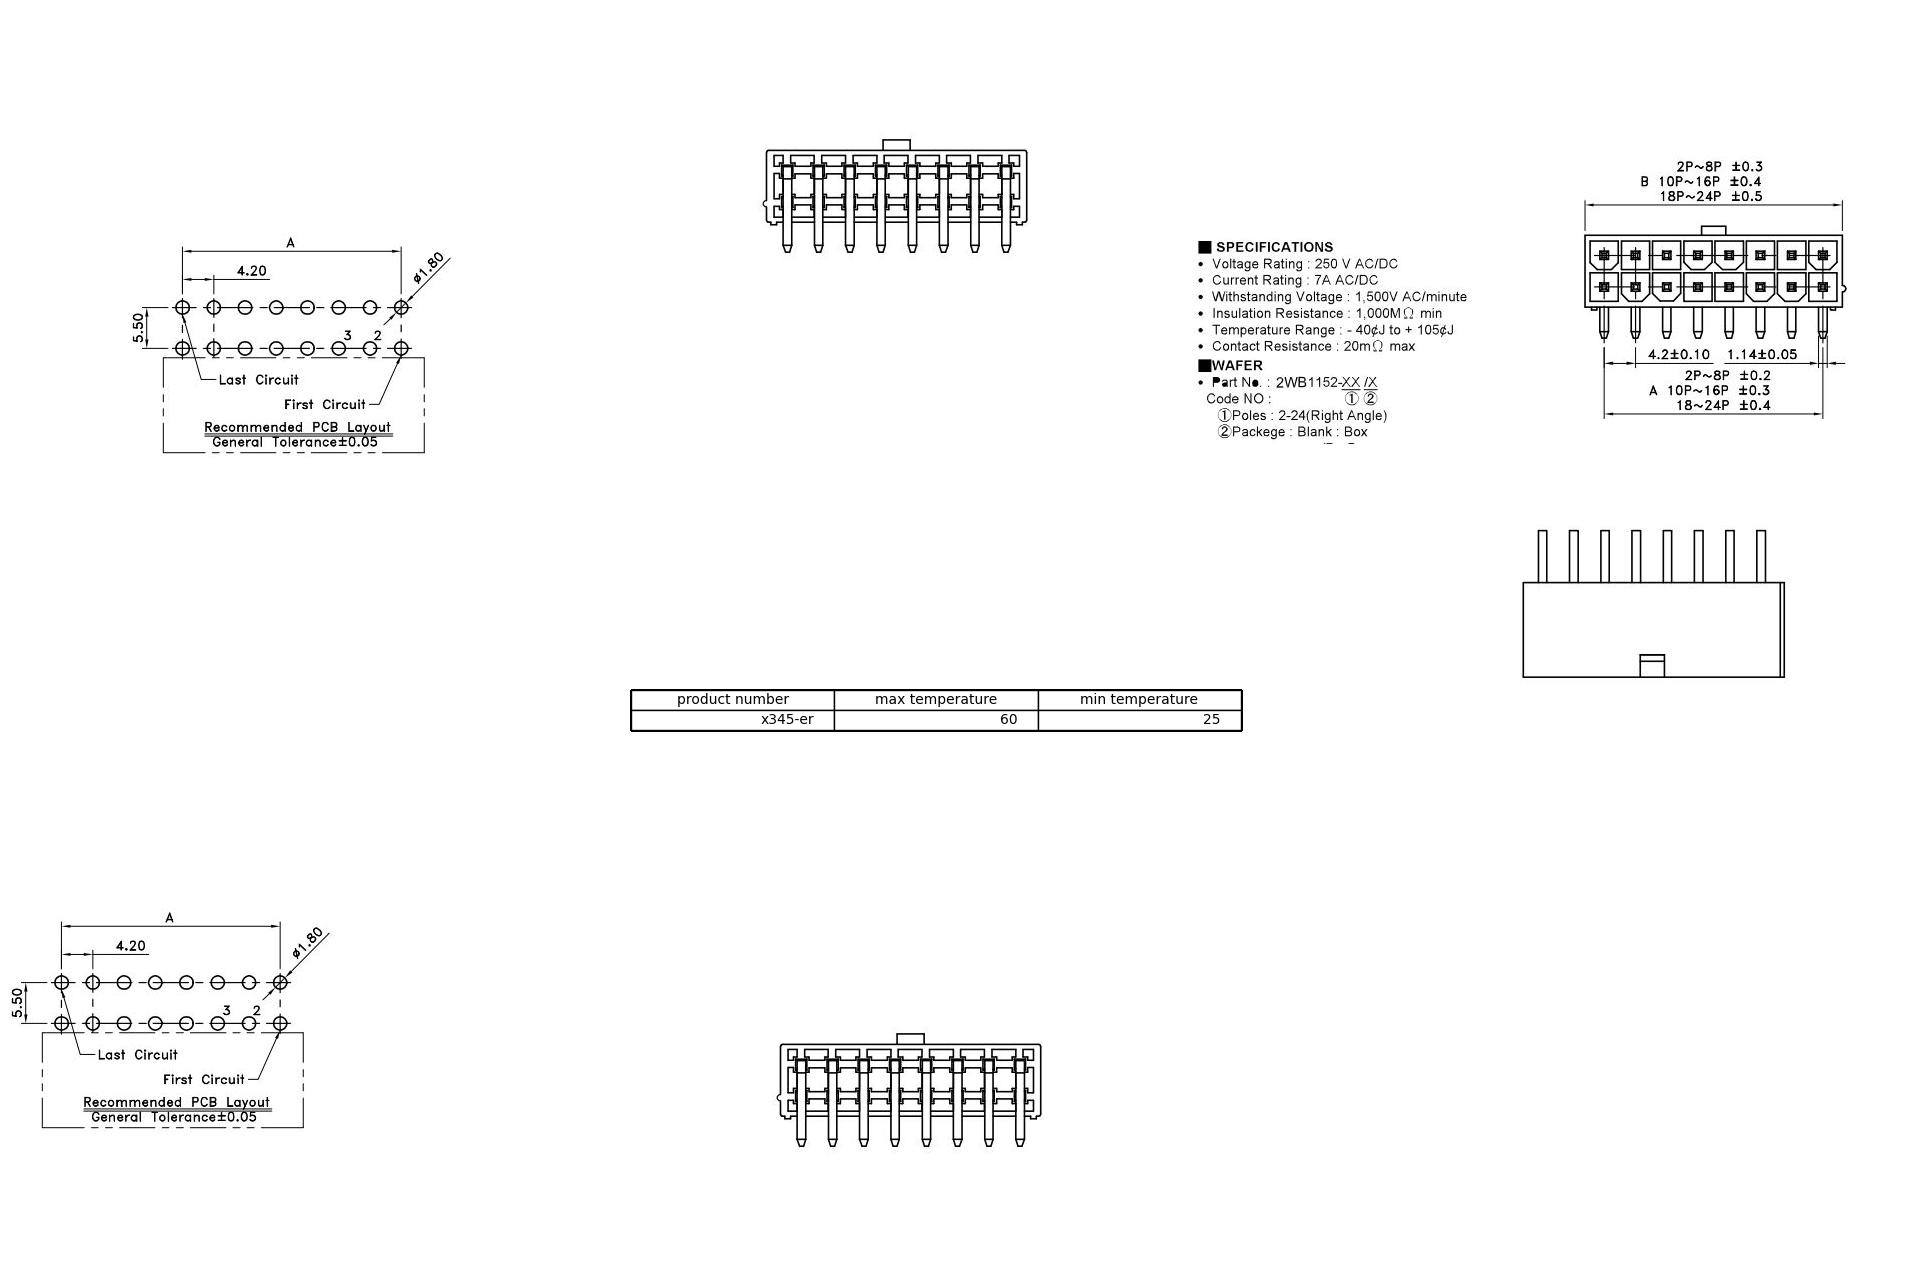 A
4.20
ø1.80
5.50
3 2
Last Circuit
First Circuit
Recommended PCB Layout
General Tolerance±0.05
■ SPECIFICATIONS
• Voltage Rating : 250 V AC/DC
• Current Rating : 7A AC/DC
• Withstanding Voltage : 1,500V AC/minute
• Insulation Resistance : 1,000MΩ min
• Temperature Range : - 40¢J to + 105¢J
• Contact Resistance : 20mΩ max
■WAFER
• Part No. : 2WB1152-XX /X
Code NO : ① ②
①Poles : 2-24(Right Angle)
②Packege : Blank : Box
2P~8P ±0.3
B 10P~16P ±0.4
18P~24P ±0.5
4.2±0.10 1.14±0.05
2P~8P ±0.2
A 10P~16P ±0.3
18~24P ±0.4
product number max temperature min temperature
x345-er 60 25
A
4.20
ø1.80
5.50
3 2
Last Circuit
First Circuit
Recommended PCB Layout
General Tolerance±0.05